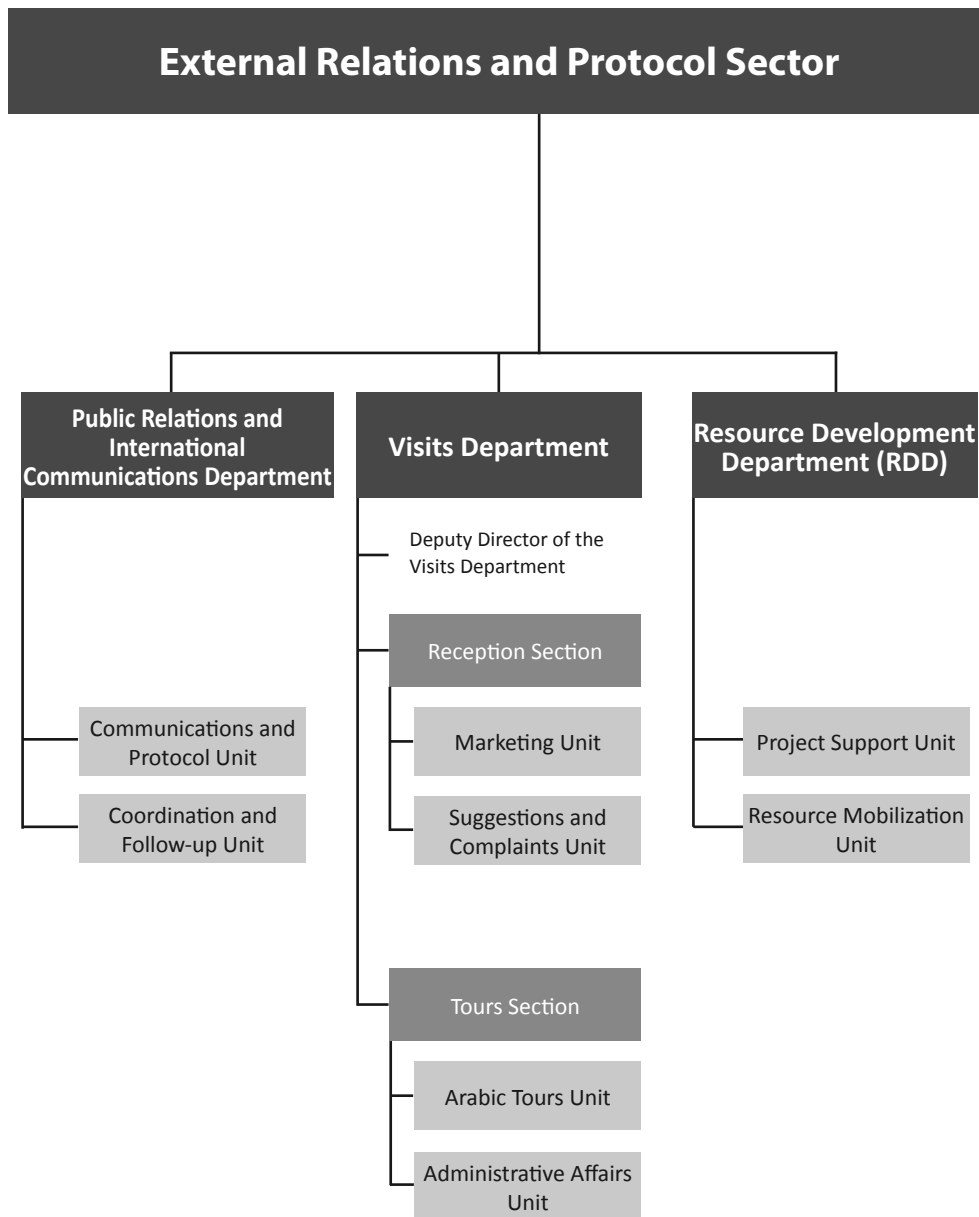 External Relations and Protocol Sector
Public Relations and
International
Communications Department
Communications and
Protocol Unit
Coordination and
Follow-up Unit
Visits Department
Deputy Director of the
Visits Department
Reception Section
Marketing Unit
Suggestions and
Complaints Unit
Tours Section
Arabic Tours Unit
Administrative Affairs
Unit
Resource Development
Department (RDD)
Project Support Unit
Resource Mobilization
Unit